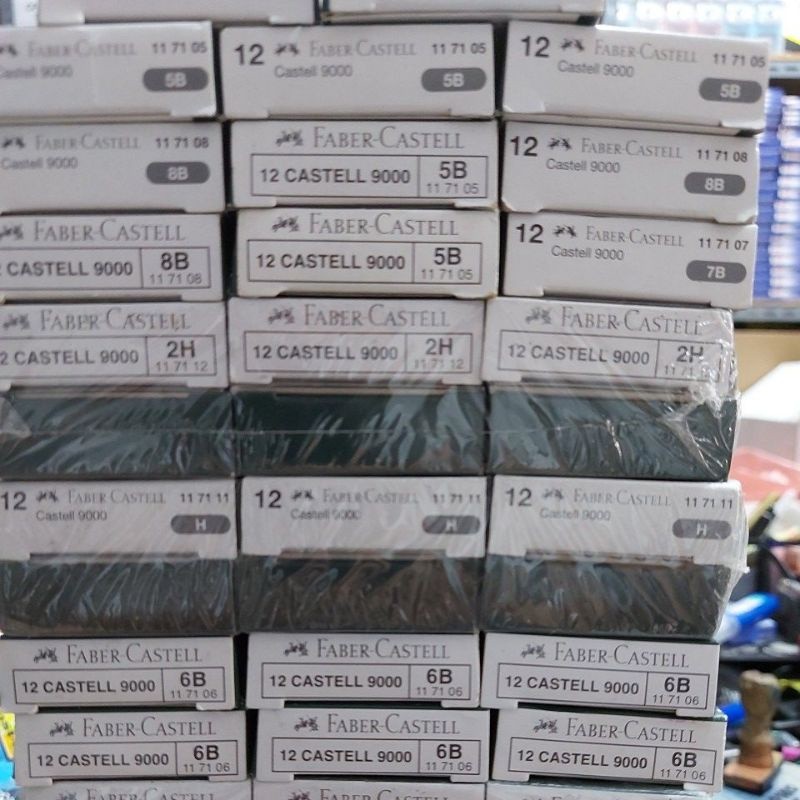 FABER-CASTELL 11 71 05
Castell 9000
5B
12 FABER-CASTELL 11 71 05
Castell 9000
5B
12 FABER-CASTELL 11 71 05
Castell 9000
5B
FABER-CASTELL 11 71 08
Castell 9000
8B
FABER-CASTELL
12 CASTELL 9000 5B
11 71 05
12 FABER-CASTELL 11 71 08
Castell 9000
8B
FABER-CASTELL
CASTELL 9000 8B
11 71 08
FABER-CASTELL
12 CASTELL 9000 5B
11 71 05
12 FABER-CASTELL 11 71 07
Castell 9000
7B
FABER-CASTELL
2 CASTELL 9000 2H
11 71 12
FABER-CASTELL
12 CASTELL 9000 2H
11 71 12
FABER-CASTELL
12 CASTELL 9000 2H
12 FABER-CASTELL 11 71 11
Castell 9000
H
12 FABER-CASTELL 11 71 11
Castell 9000
H
12 FABER-CASTELL 11 71 11
Castell 9000
H
FABER-CASTELL
12 CASTELL 9000 6B
11 71 06
FABER-CASTELL
12 CASTELL 9000 6B
11 71 06
FABER-CASTELL
12 CASTELL 9000 6B
11 71 06
FABER-CASTELL
12 CASTELL 9000 6B
11 71 06
FABER-CASTELL
12 CASTELL 9000 6B
11 71 06
FABER-CASTELL
12 CASTELL 9000 6B
11 71 06